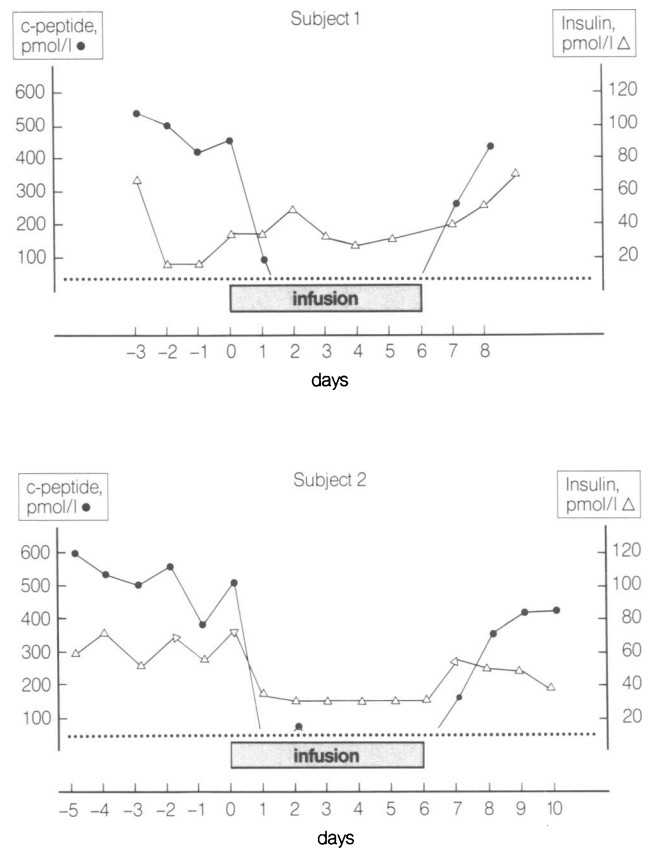 Subject 1
c-peptide,
pmol/l ●
Insulin,
pmol/l △
600
500
400
300
200
100
120
100
80
60
40
20
infusion
−3 −2 −1 0 1 2 3 4 5 6 7 8
days
Subject 2
c-peptide,
pmol/l ●
Insulin,
pmol/l △
600
500
400
300
200
100
120
100
80
60
40
20
infusion
−5 −4 −3 −2 −1 0 1 2 3 4 5 6 7 8 9 10
days